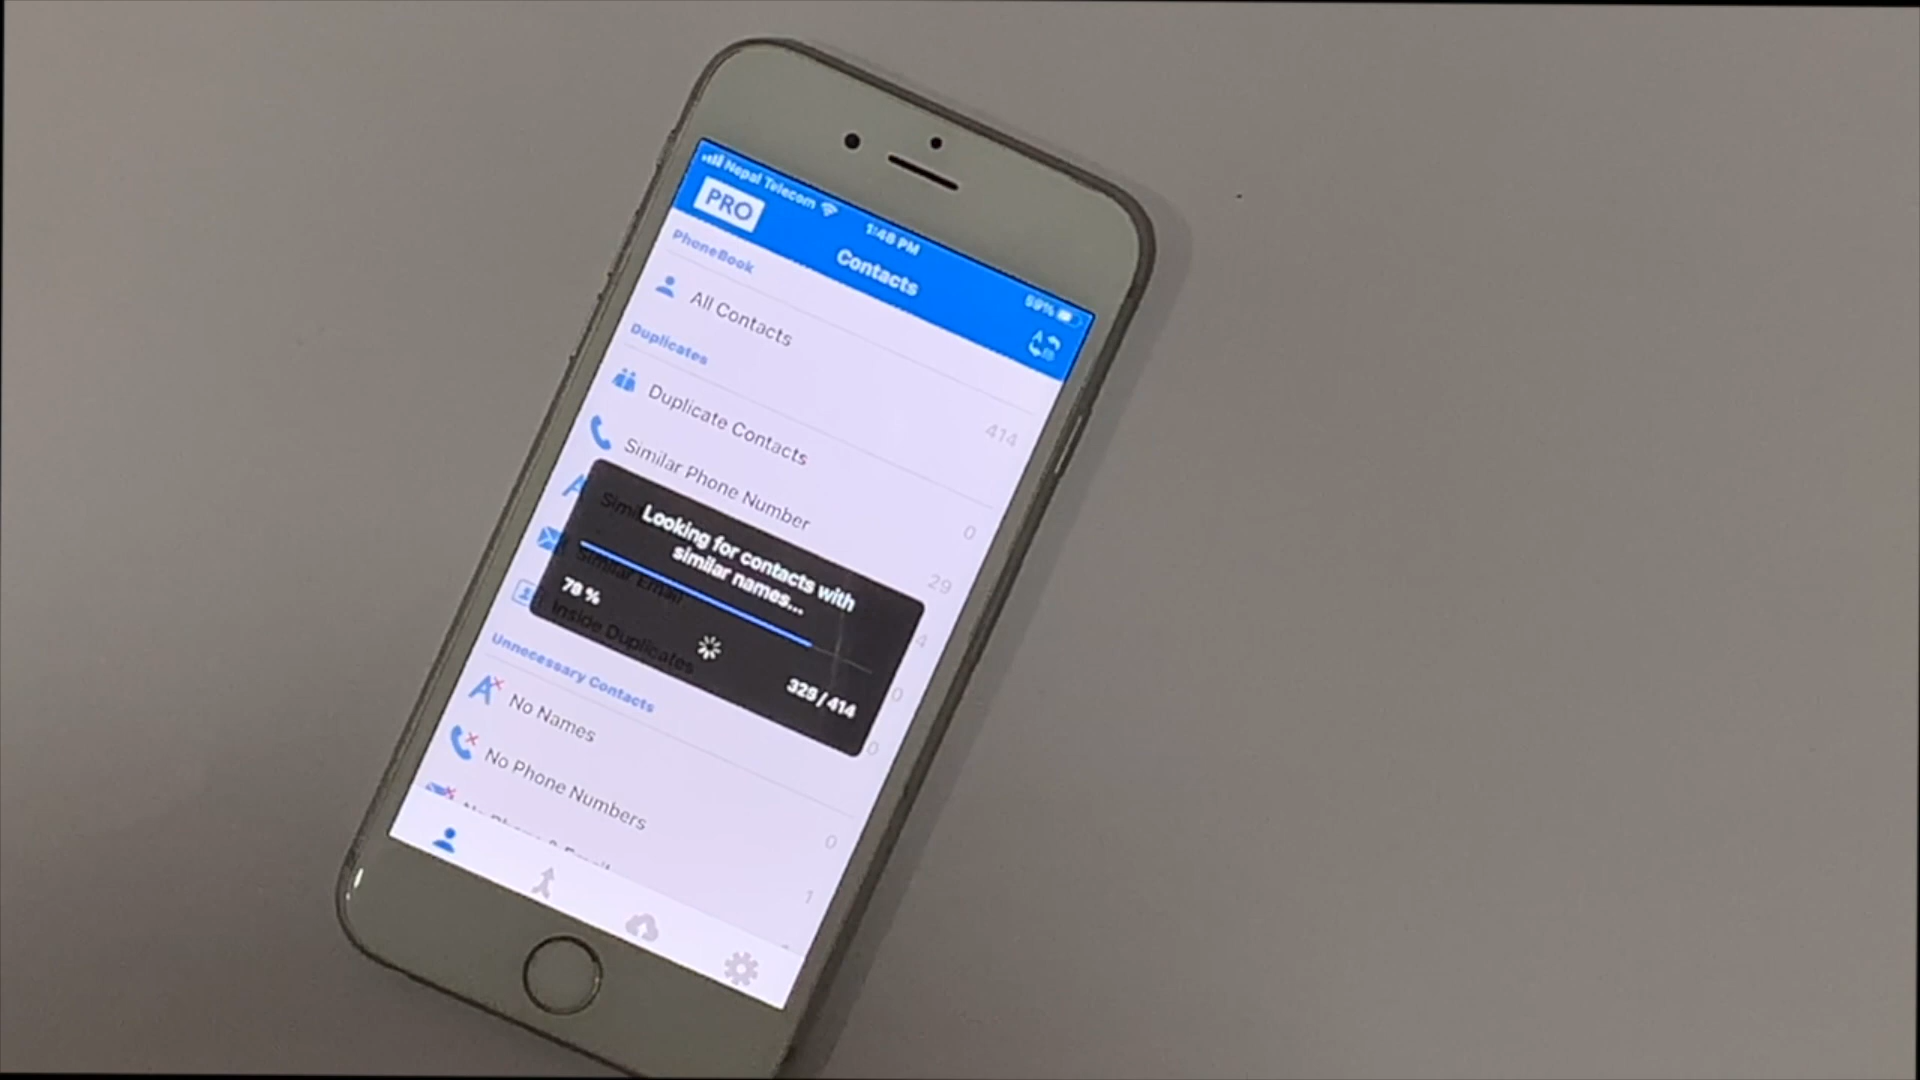 Nepal Telecom
1:48 PM
59%
PRO
Contacts
PhoneBook
All Contacts
414
Duplicates
Duplicate Contacts
0
Similar Phone Number
29
4
Similar Email
0
Inside Duplicates
0
Looking for contacts with
similar names...
78 %
Unnecessary Contacts
No Names
0
No Phone Numbers
1